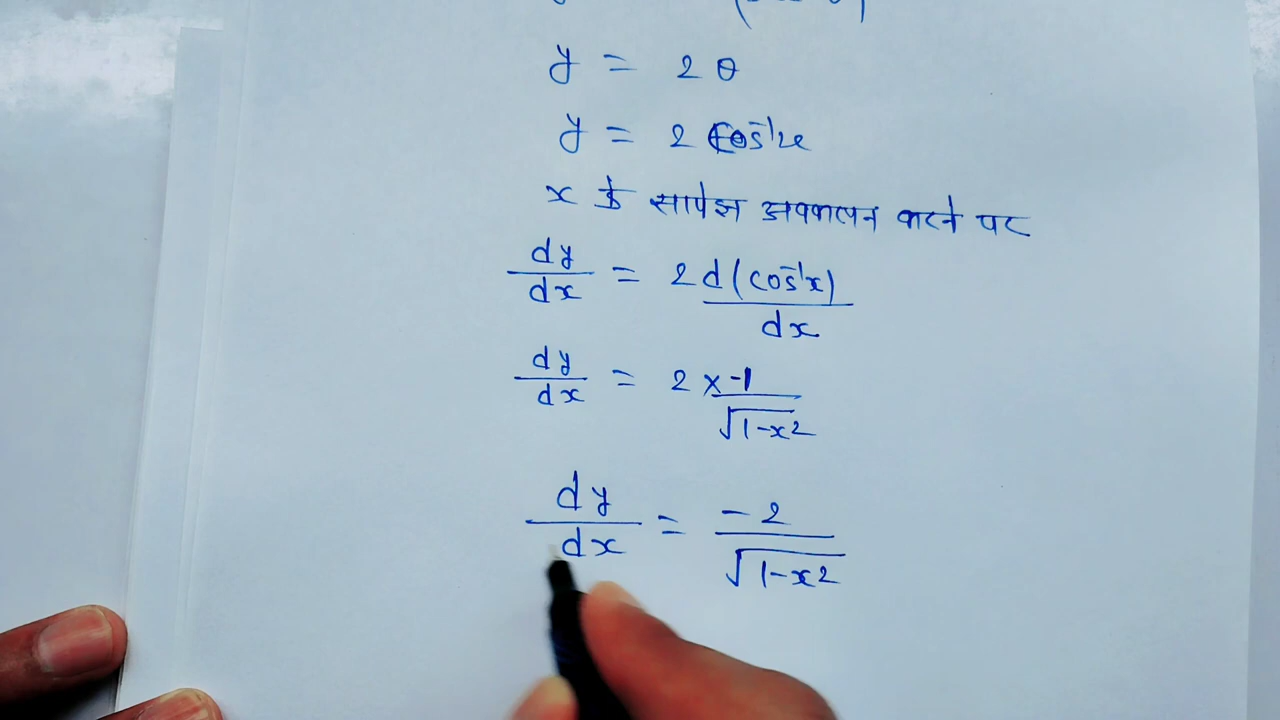 y = 2θ
y = 2 cos⁻¹x
x के सापेक्ष अवकलन करने पर
dy/dx = 2 d(cos⁻¹x)/dx
dy/dx = 2 × -1/√1-x²
dy/dx = -2/√1-x²